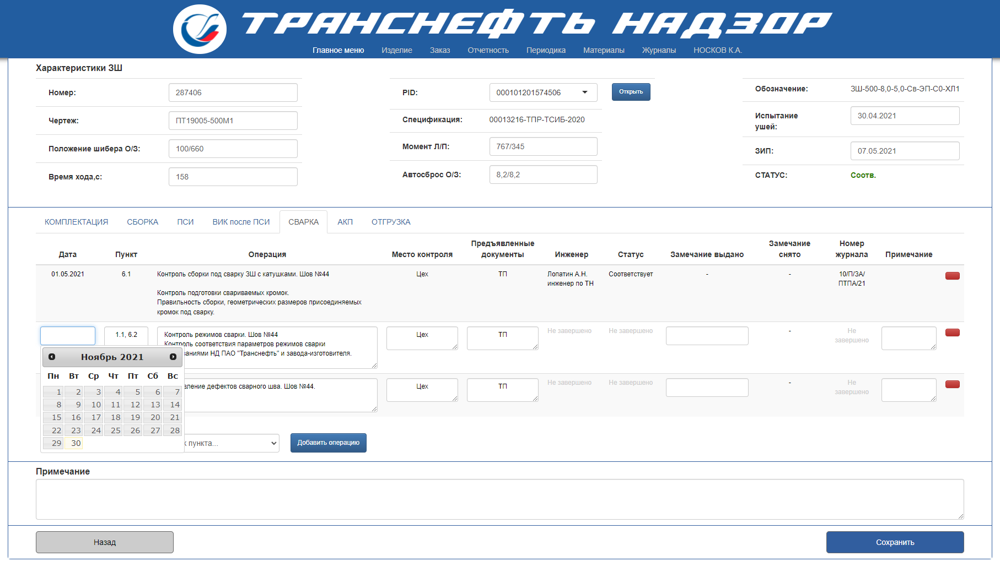 ТРАНСНЕФТЬ НАДЗОР
Главное меню Изделие Заказ Отчетность Периодика Материалы Журналы НОСКОВ К.А.
Характеристики ЗШ
Номер: 287406
Чертеж: ПТ19005-500М1
Положение шибера О/З: 100/660
Время хода,с: 158
PID: 000101201574506 Открыть
Спецификация: 00013216-ТПР-ТСИБ-2020
Момент Л/П: 767/345
Автосброс О/З: 8,2/8,2
Обозначение: ЗШ-500-8,0-5,0-Св-ЭП-С0-ХЛ1
Испытание
ушей: 30.04.2021
ЗИП: 07.05.2021
СТАТУС: Соотв.
КОМПЛЕКТАЦИЯ СБОРКА ПСИ ВИК после ПСИ СВАРКА АКП ОТГРУЗКА
Дата Пункт Операция Место контроля Предъявленные документы Инженер Статус Замечание выдано Замечание снято Номер журнала Примечание
01.05.2021 6.1 Контроль сборки под сварку ЗШ с катушками. Шов №44 Цех ТП Лопатин А.Н. Соответствует - - 10/П/ЗА/
инженер по ТН ПТПА/21
Контроль подготовки свариваемых кромок.
Правильность сборки, геометрических размеров присоединяемых
кромок под сварку.
1.1, 6.2 Контроль режимов сварки. Шов №44 Цех ТП Не завершено Не завершено - Не
завершено
Контроль соответствия параметров режимов сварки
ваниями НД ПАО "Транснефть" и завода-изготовителя.
Ноябрь 2021
Пн Вт Ср Чт Пт Сб Вс
1 2 3 4 5 6 7
8 9 10 11 12 13 14
15 16 17 18 19 20 21
22 23 24 25 26 27 28
29 30
вление дефектов сварного шва. Шов №44. Цех ТП Не завершено Не завершено - Не
завершено
к пункта... Добавить операцию
Примечание
Назад Сохранить